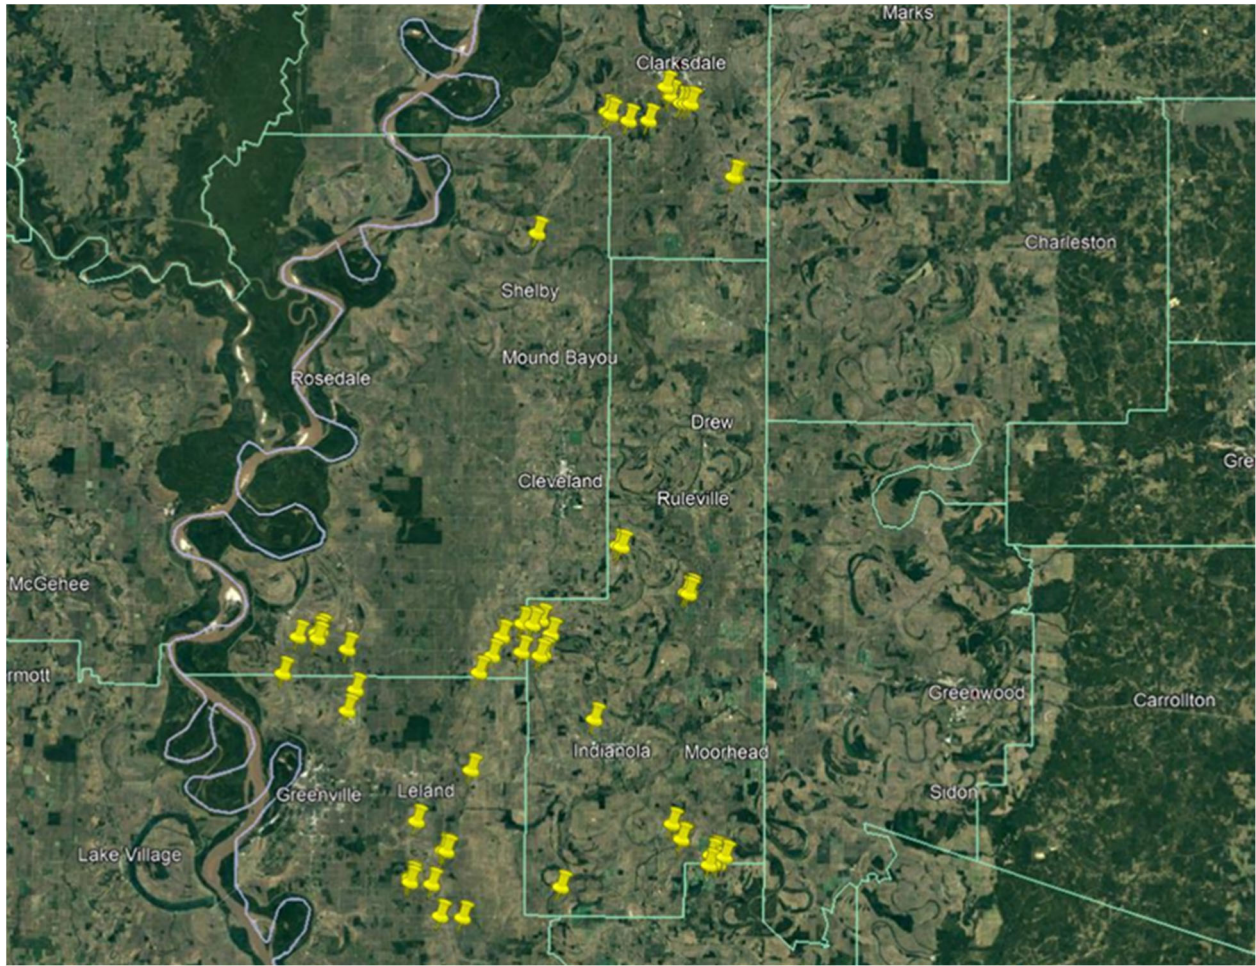 Marks
Clarksdale
Charleston
Shelby
Mound Bayou
Rosedale
Drew
Gre
Cleveland
Ruleville
McGehee
rmott
Greenwood
Carrollton
Indianola
Moorhead
Greenville
Leland
Sidon
Lake Village